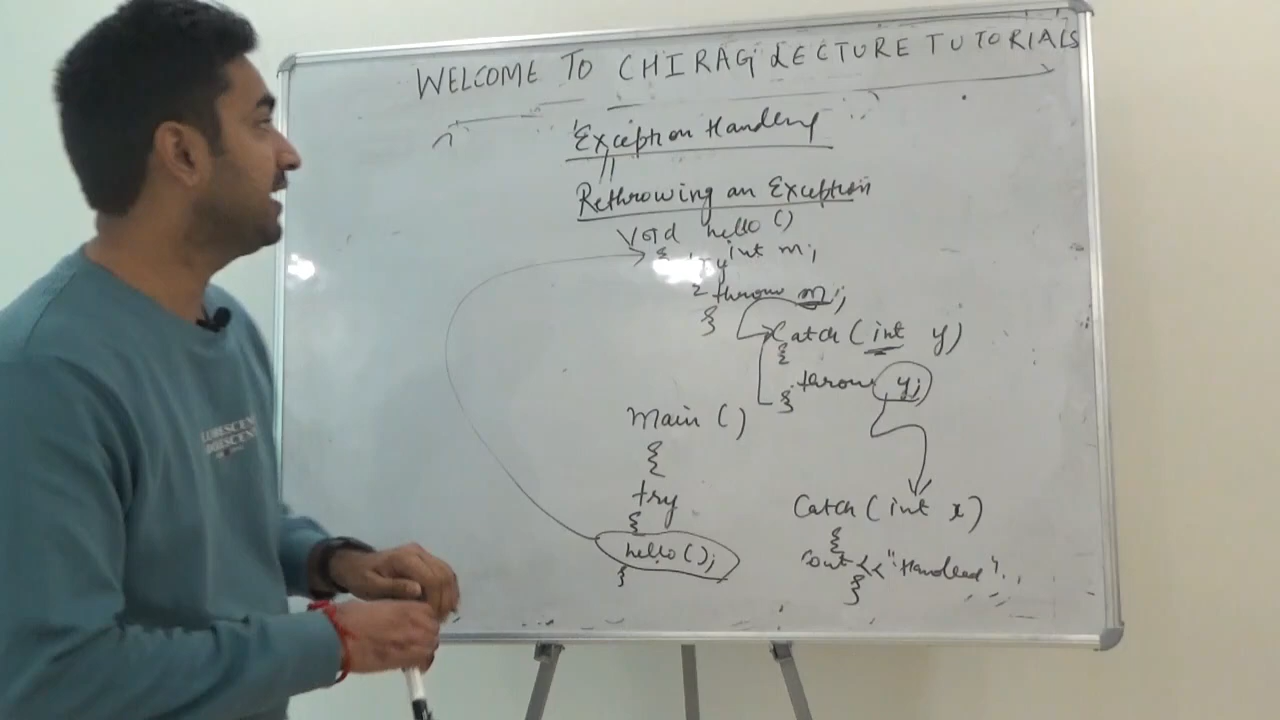 WELCOME TO CHIRAG LECTURE TUTORIALS
Exception Handling
Rethrowing an Exception
Void hello ()
{ int m;
try
{ throw m;
}
Catch (int y)
{
throw y;
}
Main ()
{
try
{
hello ();
}
Catch (int x)
{
cout << "Handled";
}